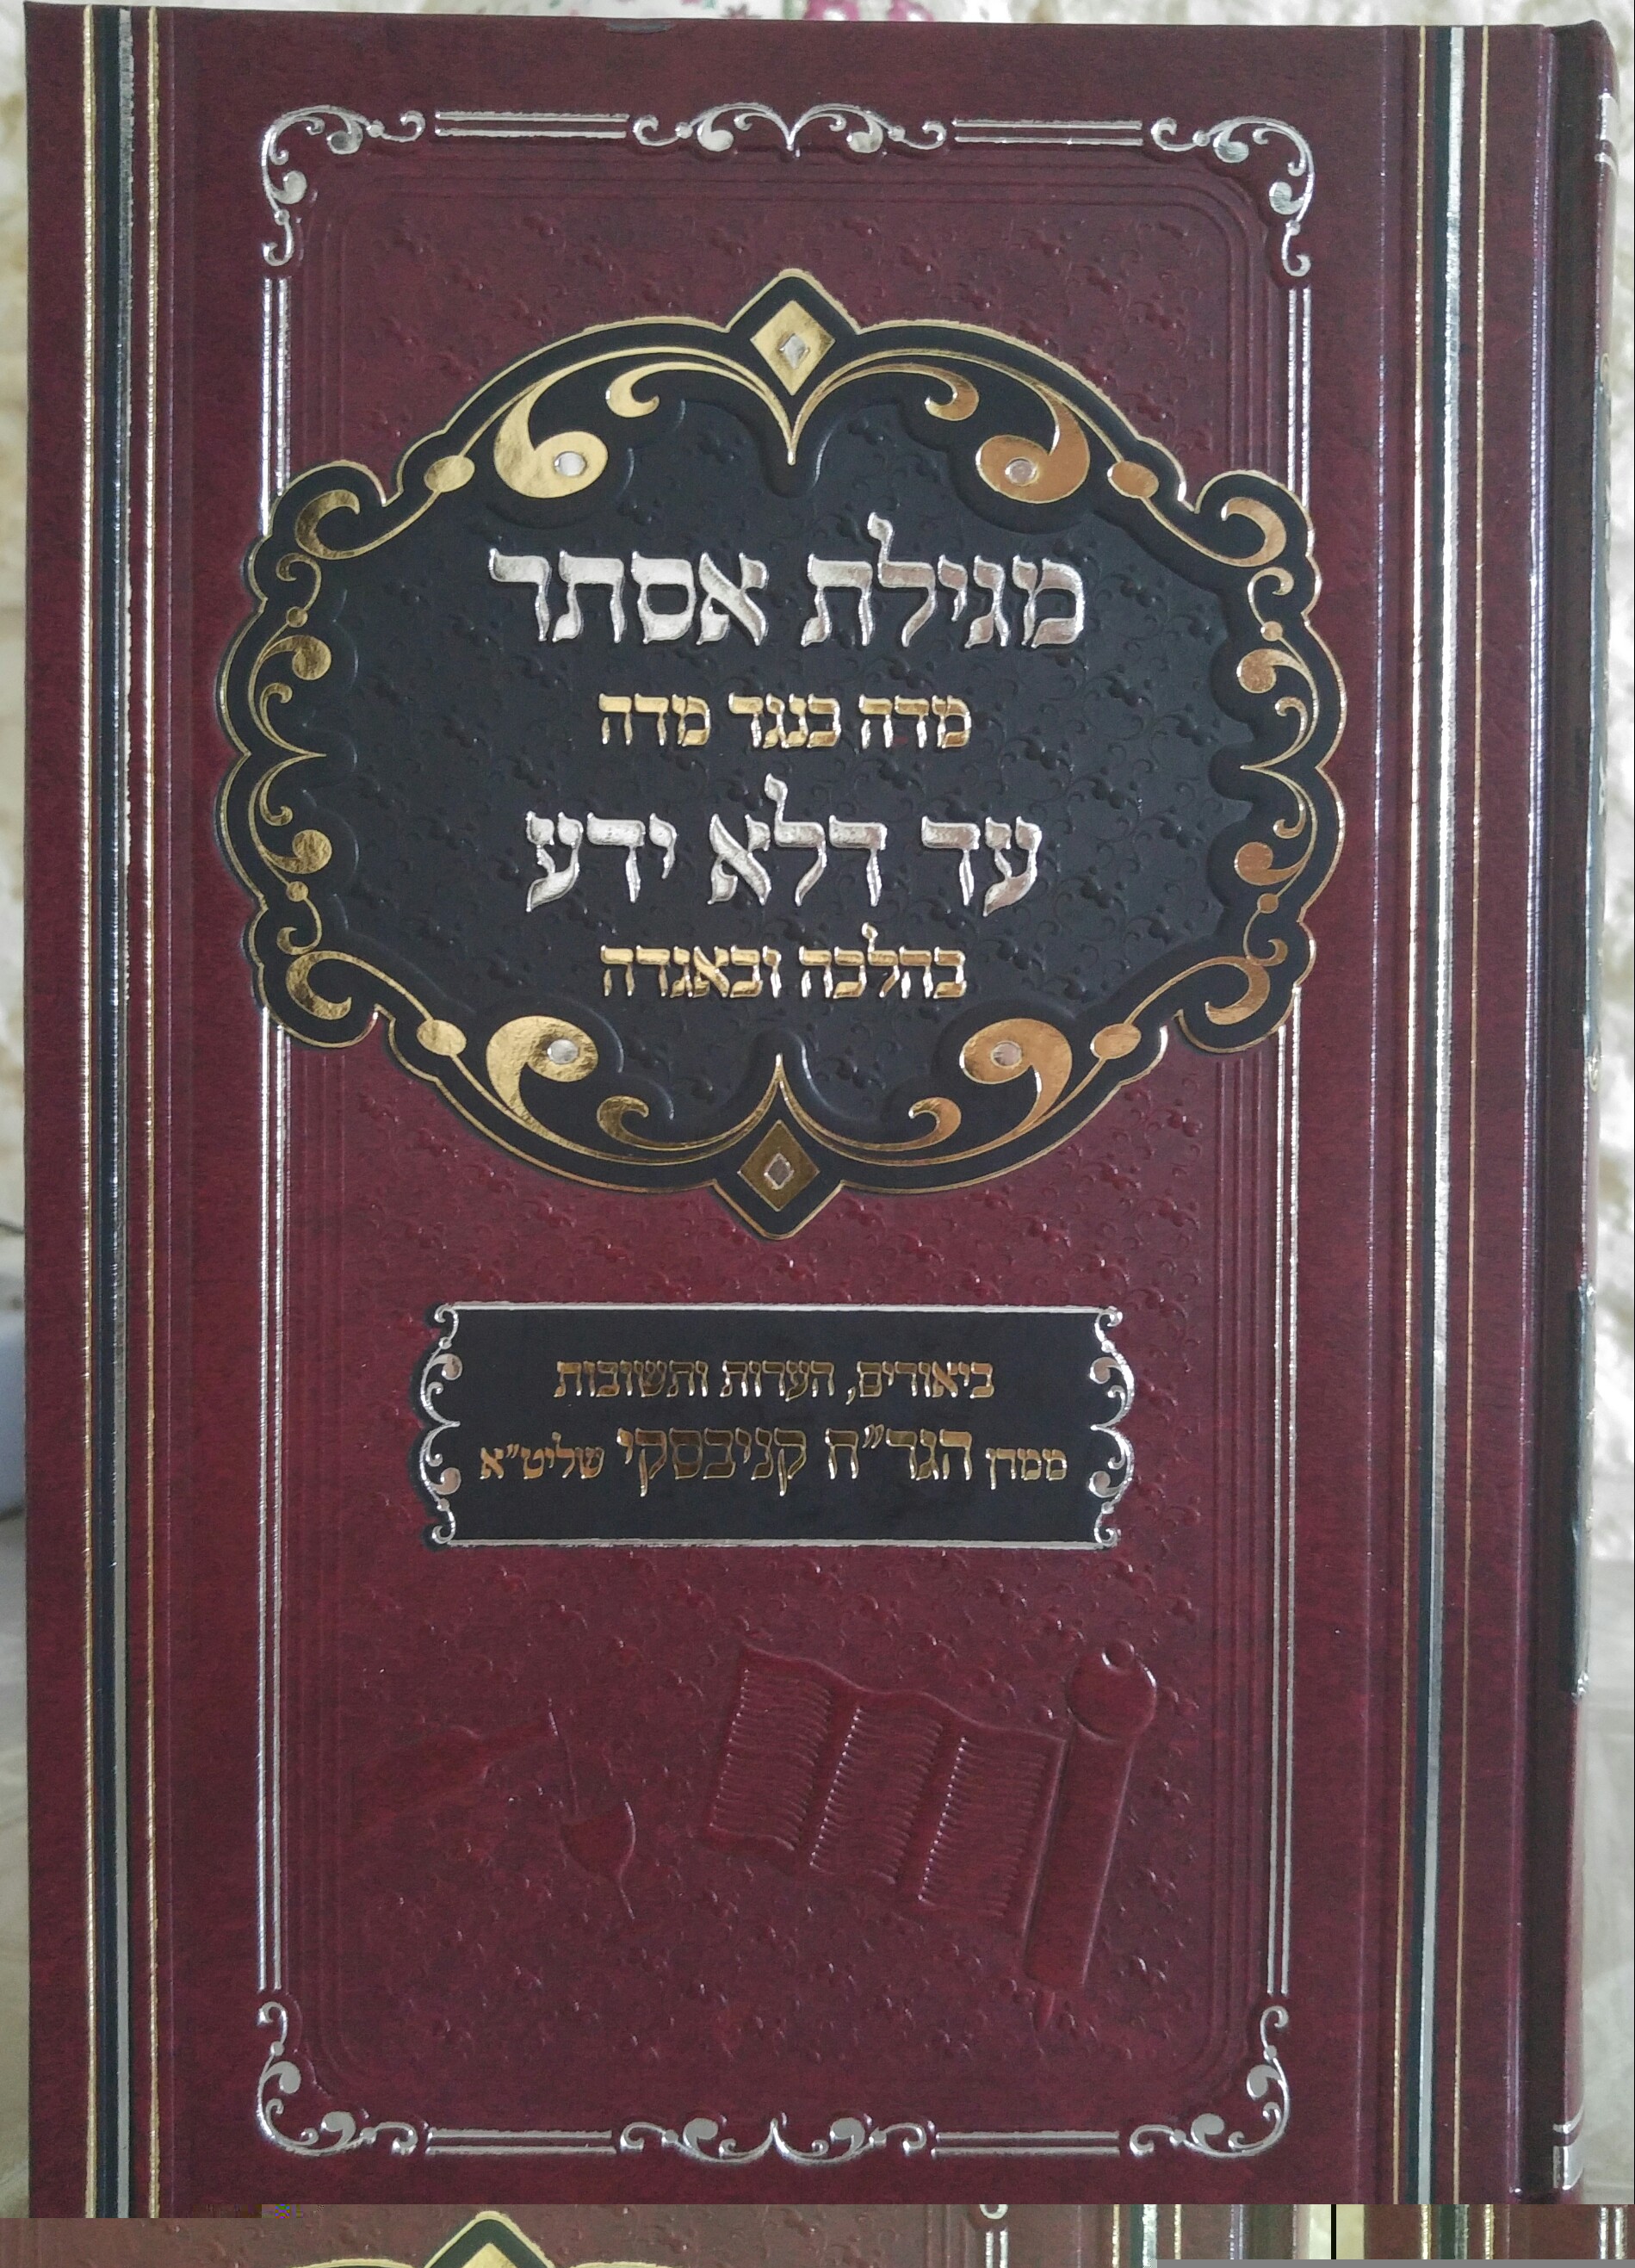 מגילת אסתר
מדה כנגד מדה
עד דלא ידע
בהלכה ובאגדה
ביאורים, הערות ותשובות
ממרן הגר"ח קניבסקי שליט"א